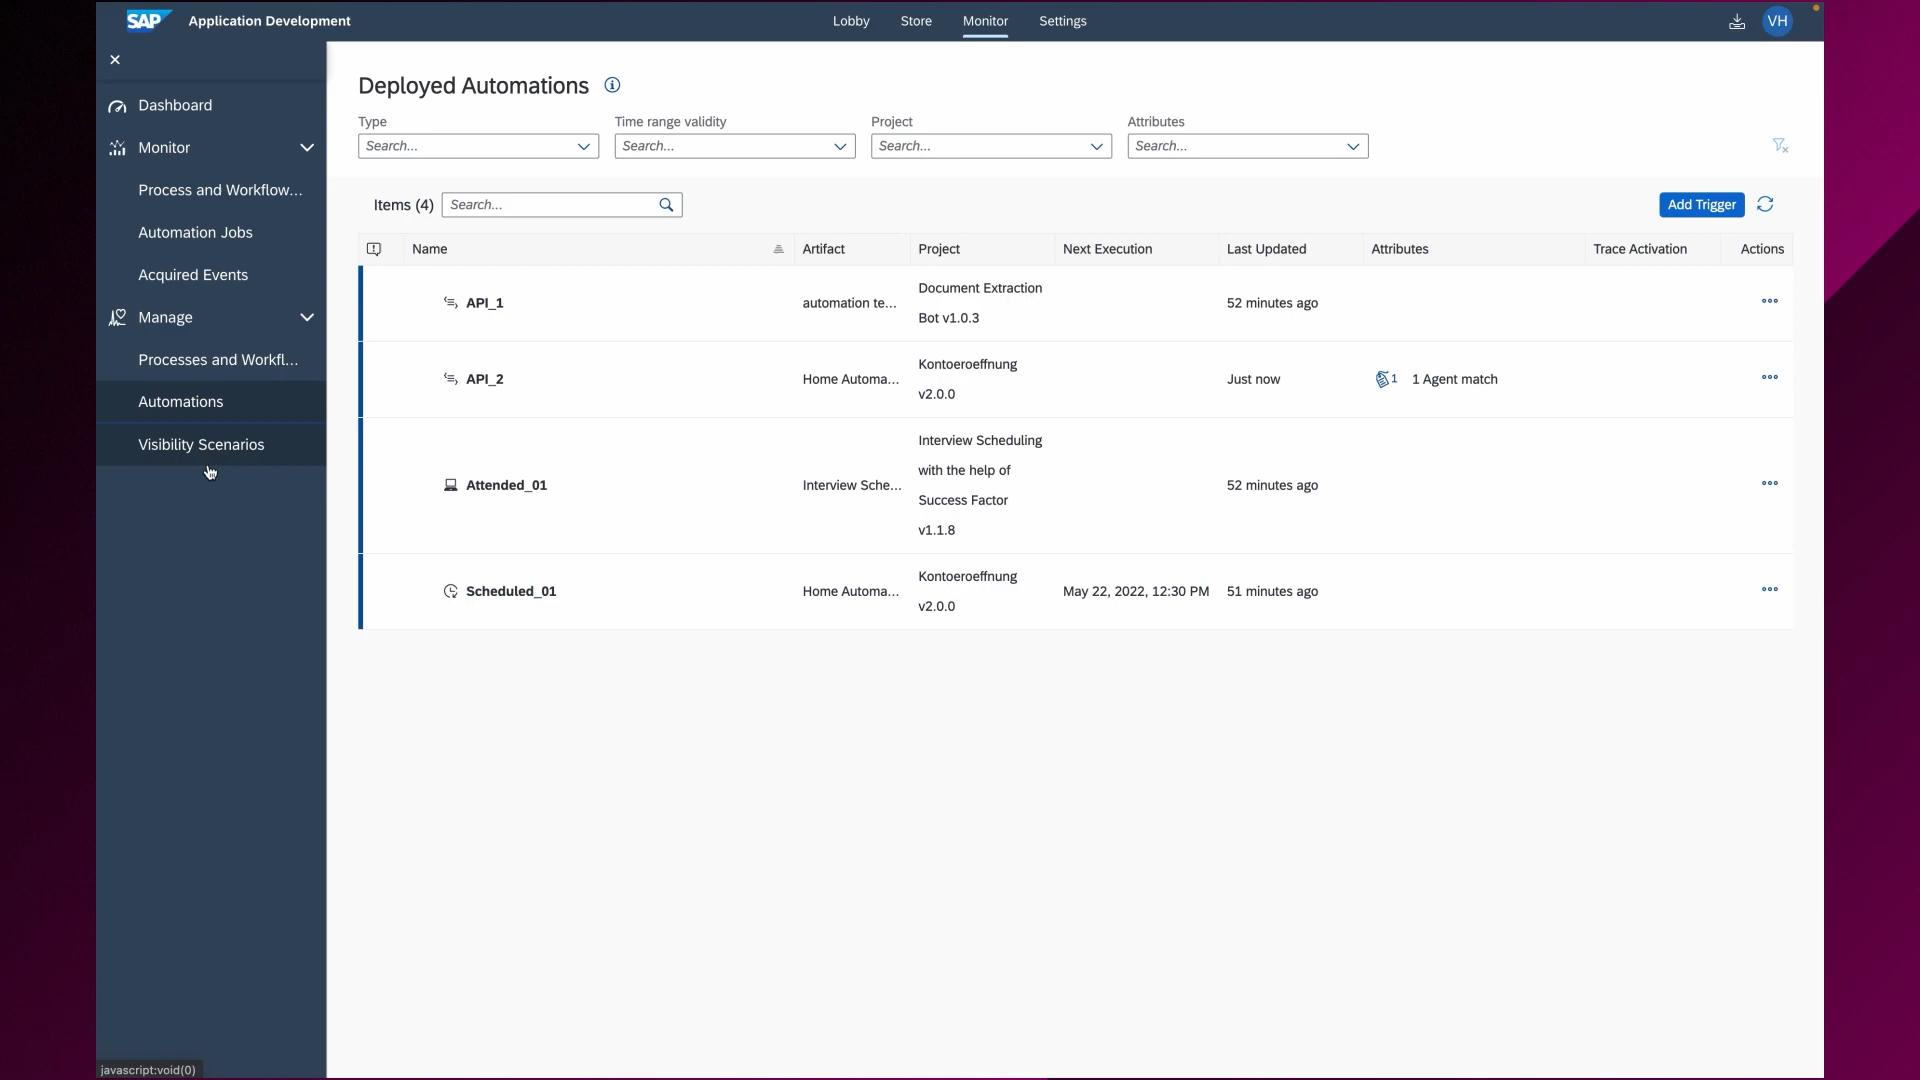 SAP Application Development Lobby Store Monitor Settings VH
Dashboard
Monitor
Process and Workflow...
Automation Jobs
Acquired Events
Manage
Processes and Workfl...
Automations
Visibility Scenarios
Deployed Automations
Type Time range validity Project Attributes
Search... Search... Search... Search...
Items (4) Search... Add Trigger
Name Artifact Project Next Execution Last Updated Attributes Trace Activation Actions
API_1 automation te... Document Extraction 52 minutes ago
Bot v1.0.3
API_2 Home Automa... Kontoeroeffnung Just now 1 1 Agent match
v2.0.0
Attended_01 Interview Sche... Interview Scheduling 52 minutes ago
with the help of
Success Factor
v1.1.8
Scheduled_01 Home Automa... Kontoeroeffnung May 22, 2022, 12:30 PM 51 minutes ago
v2.0.0
javascript:void(0)